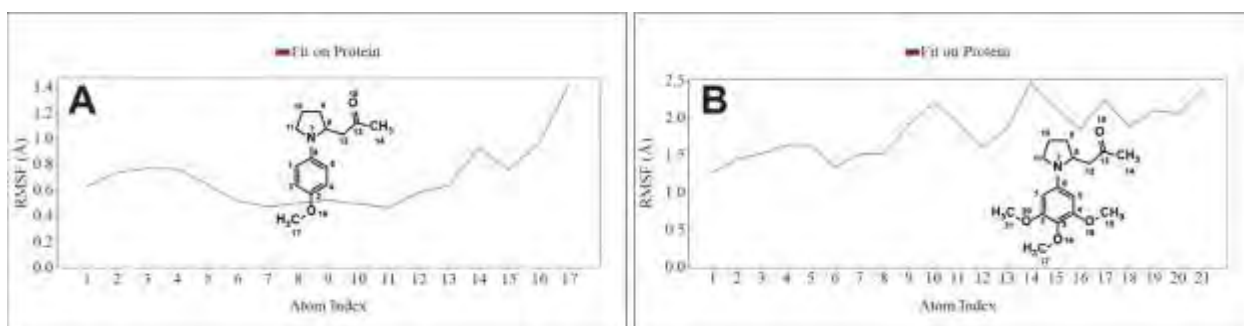 Fit on Protein
A
RMSF (Å)
1.4
1.2
1.0
0.8
0.6
0.4
0.2
0.0
1 2 3 4 5 6 7 8 9 10 11 12 13 14 15 16 17
Atom Index
O
N
CH₃
14
O
H₃C
17
Fit on Protein
B
RMSF (Å)
2.5
2.0
1.5
1.0
0.5
0.0
1 2 3 4 5 6 7 8 9 10 11 12 13 14 15 16 17 18 19 20 21
Atom Index
O
N
CH₃
14
H₃C
O
O
CH₃
O
H₃C
17